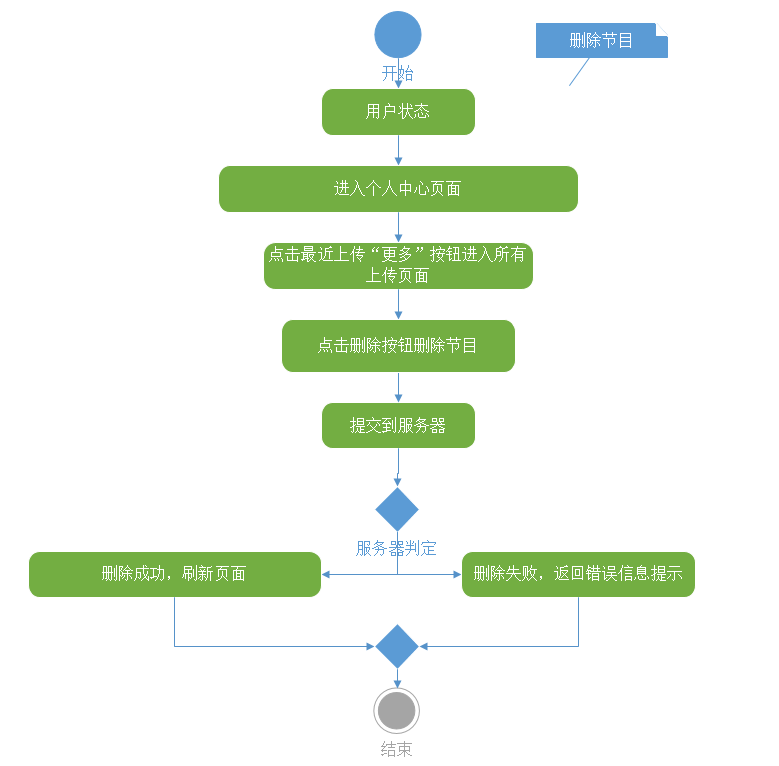 删除节目
开始
用户状态
进入个人中心页面
点击最近上传“更多”按钮进入所有
上传页面
点击删除按钮删除节目
提交到服务器
服务器判定
删除成功，刷新页面
删除失败，返回错误信息提示
结束